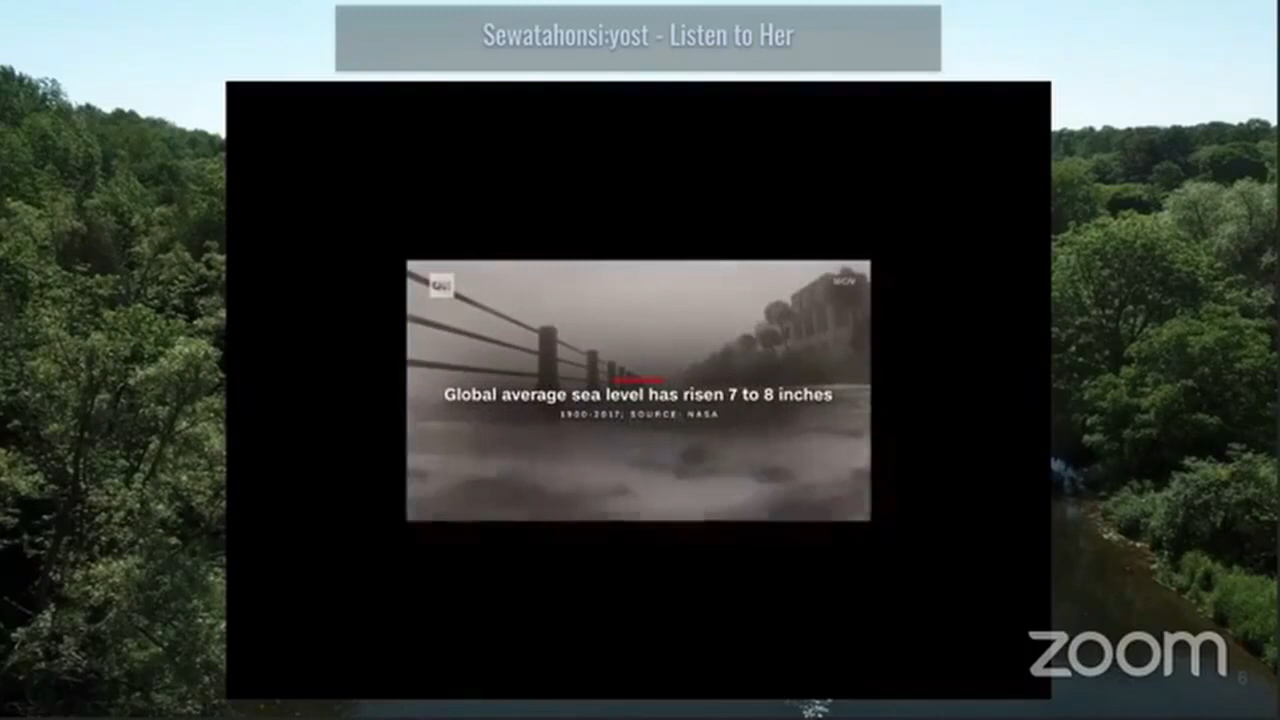 Sewatahonsi:yost - Listen to Her
Global average sea level has risen 7 to 8 inches
1900-2017; SOURCE: NASA
zoom